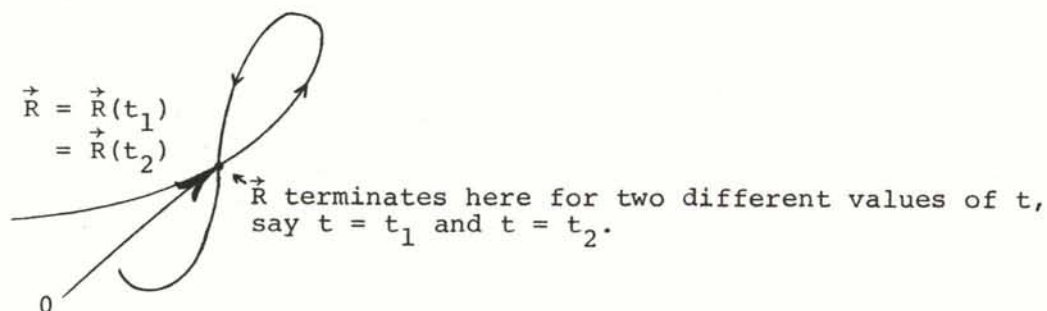 R⃗ = R⃗(t₁)
= R⃗(t₂)
R⃗ terminates here for two different values of t,
say t = t₁ and t = t₂.
0